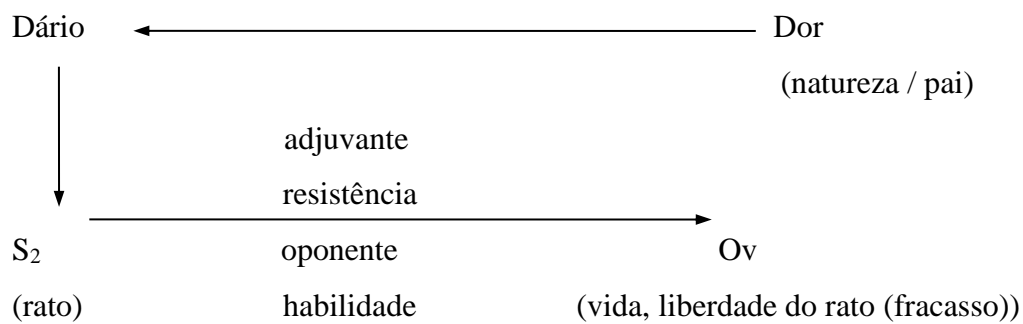 Dário Dor
(natureza / pai)
adjuvante
resistência
S₂ oponente Ov
(rato) habilidade (vida, liberdade do rato (fracasso))